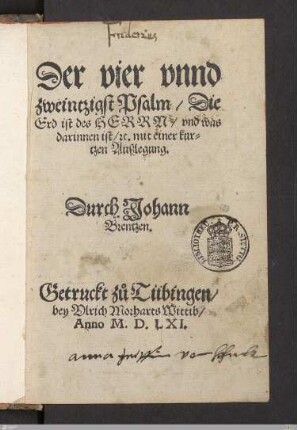 Der vier vnnd
zweintzigst Psalm / Die
Erd ist des HERRN / vnd was
darinnen ist / ꝛc. mit einer kur-
tzen Außlegung.
Durch Johann
Brentzen.
Getruckt zů Tübingen /
bey Vlrich Morharts Wittib /
Anno M. D. LXI.